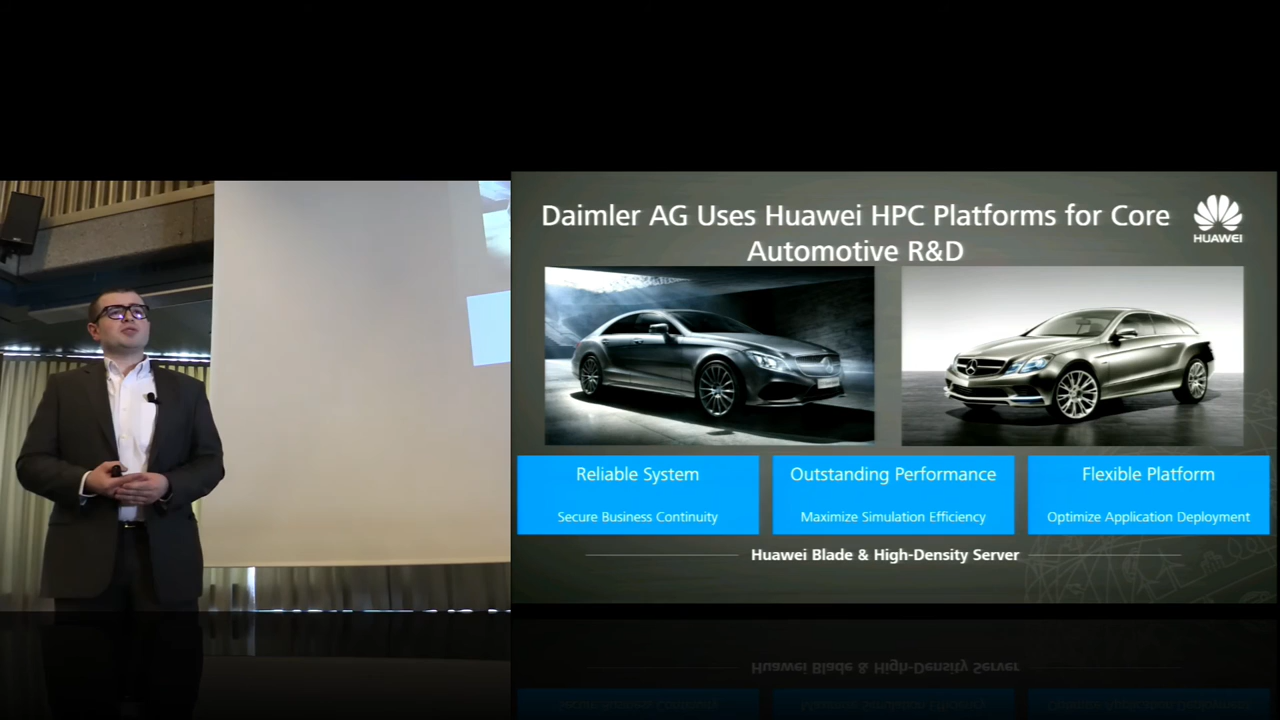 Daimler AG Uses Huawei HPC Platforms for Core
Automotive R&D
HUAWEI
Reliable System
Secure Business Continuity
Outstanding Performance
Maximize Simulation Efficiency
Flexible Platform
Optimize Application Deployment
Huawei Blade & High-Density Server